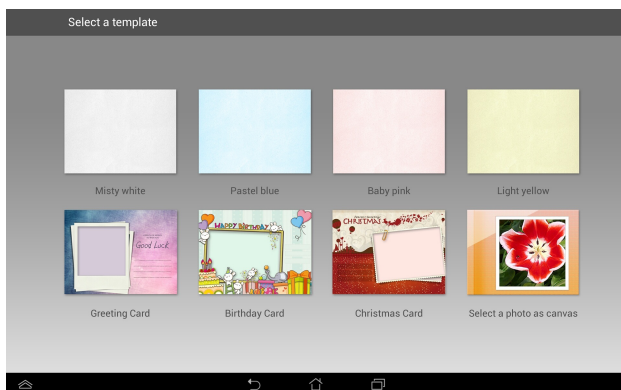 Select a template
Misty white
Pastel blue
Baby pink
Light yellow
Good Luck
HAPPY BIRTHDAY
CHRISTMAS
Greeting Card
Birthday Card
Christmas Card
Select a photo as canvas